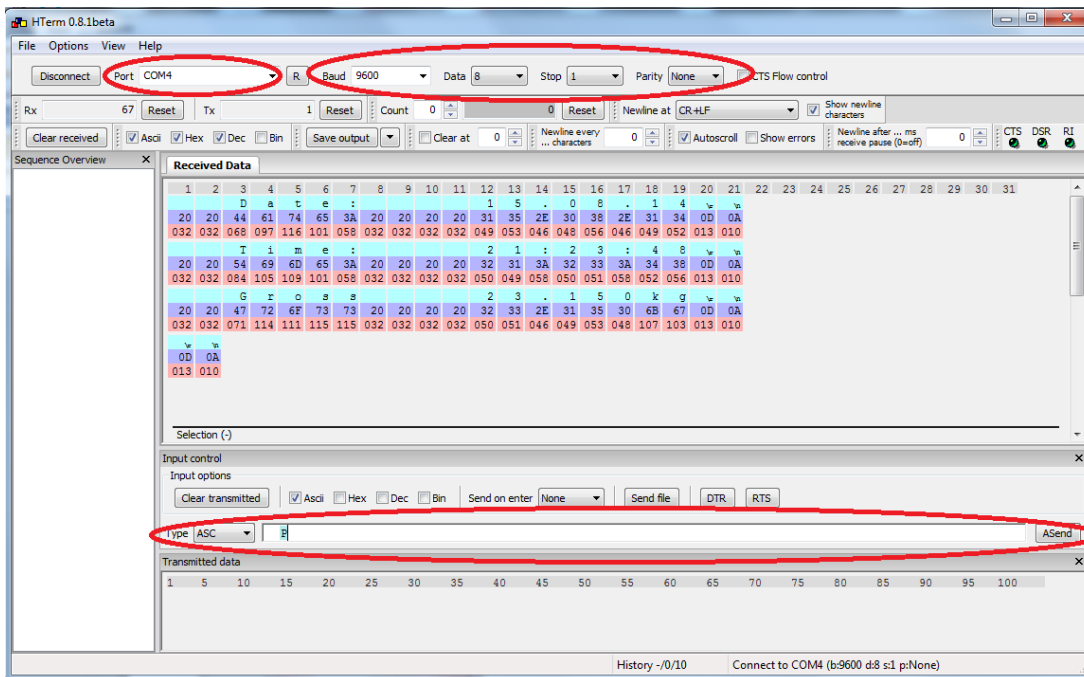 HTerm 0.8.1beta
File Options View Help
Disconnect Port COM4 R Baud 9600 Data 8 Stop 1 Parity None CTS Flow control
Rx 67 Reset Tx 1 Reset Count 0 0 Reset Newline at CR+LF Show newline characters
Clear received Ascii Hex Dec Bin Save output Clear at 0 Newline every ... characters 0 Autoscroll Show errors Newline after ... ms receive pause (0=off) 0 CTS DSR RI
Sequence Overview x Received Data
1 2 3 4 5 6 7 8 9 10 11 12 13 14 15 16 17 18 19 20 21 22 23 24 25 26 27 28 29 30 31
D a t e : 1 5 . 0 8 . 1 4 \r \n
20 20 44 61 74 65 3A 20 20 20 20 31 35 2E 30 38 2E 31 34 0D 0A
032 032 068 097 116 101 058 032 032 032 032 049 053 046 048 056 046 049 052 013 010
T i m e : 2 1 : 2 3 : 4 8 \r \n
20 20 54 69 6D 65 3A 20 20 20 20 32 31 3A 32 33 3A 34 38 0D 0A
032 032 084 105 109 101 058 032 032 032 032 050 049 058 050 051 058 052 056 013 010
G r o s s 2 3 . 1 5 0 k g \r \n
20 20 47 72 6F 73 73 20 20 20 20 32 33 2E 31 35 30 6B 67 0D 0A
032 032 071 114 111 115 115 032 032 032 032 050 051 046 049 053 048 107 103 013 010
\r \n
0D 0A
013 010
Selection (-)
Input control x
Input options
Clear transmitted Ascii Hex Dec Bin Send on enter None Send file DTR RTS
Type ASC P ASend
Transmitted data x
1 5 10 15 20 25 30 35 40 45 50 55 60 65 70 75 80 85 90 95 100
History -/0/10 Connect to COM4 (b:9600 d:8 s:1 p:None)